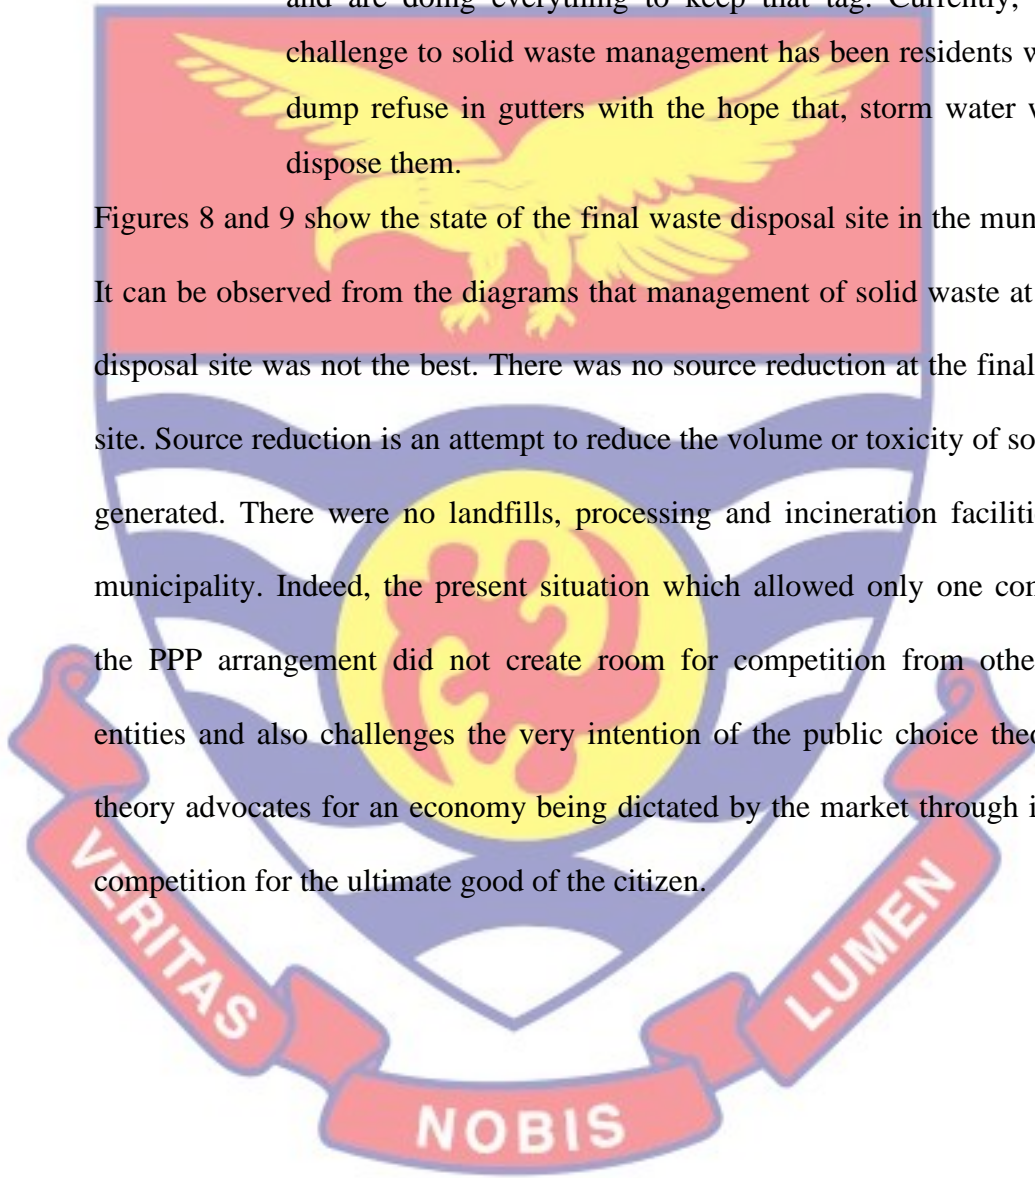 and are doing everything to keep that tag. Currently,
challenge to solid waste management has been residents
dump refuse in gutters with the hope that, storm water
dispose them.
Figures 8 and 9 show the state of the final waste disposal site in the
It can be observed from the diagrams that management of solid waste at
disposal site was not the best. There was no source reduction at the final
site. Source reduction is an attempt to reduce the volume or toxicity of
generated. There were no landfills, processing and incineration
municipality. Indeed, the present situation which allowed only one
the PPP arrangement did not create room for competition from
entities and also challenges the very intention of the public choice
theory advocates for an economy being dictated by the market through
competition for the ultimate good of the citizen.
VERITAS
NOBIS
LUMEN